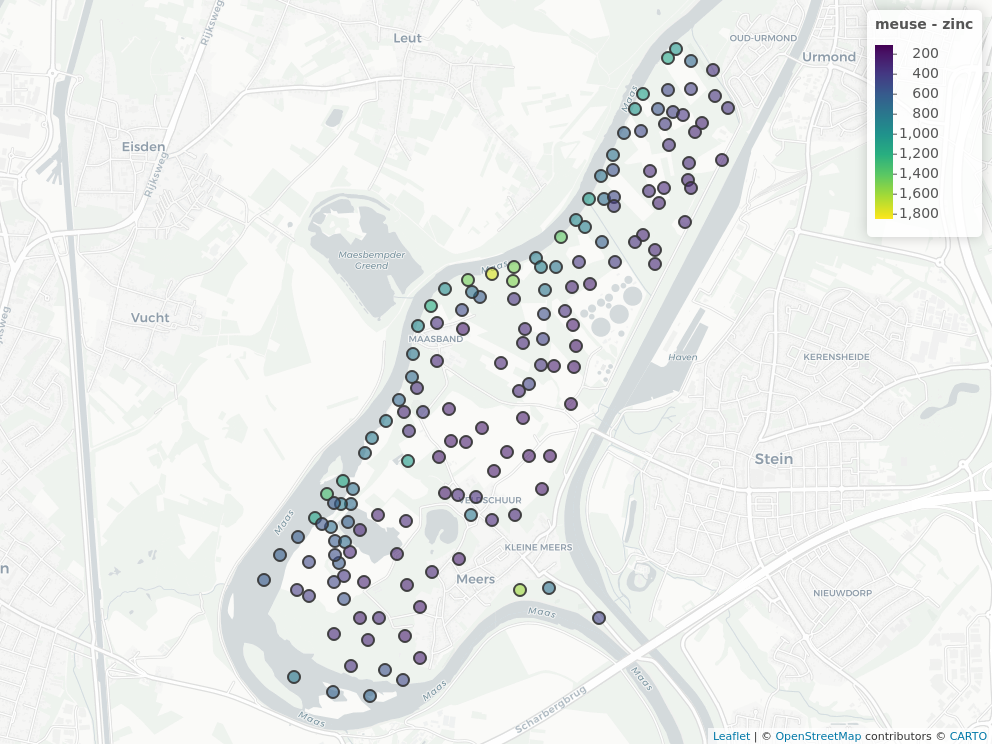 meuse - zinc
200
400
600
800
1,000
1,200
1,400
1,600
1,800
Rijksweg
Leut
OUD-URMOND
Urmond
Maas
Eisden
Rijksweg
Maesbempder
Greend
Maas
Vucht
MAASBAND
Haven
KERENSHEIDE
Stein
Maas
KLEINE MEERS
Meers
NIEUWDORP
Maas
Maas
Maas
Scharbergbrug
Maas
Leaflet | © OpenStreetMap contributors © CARTO